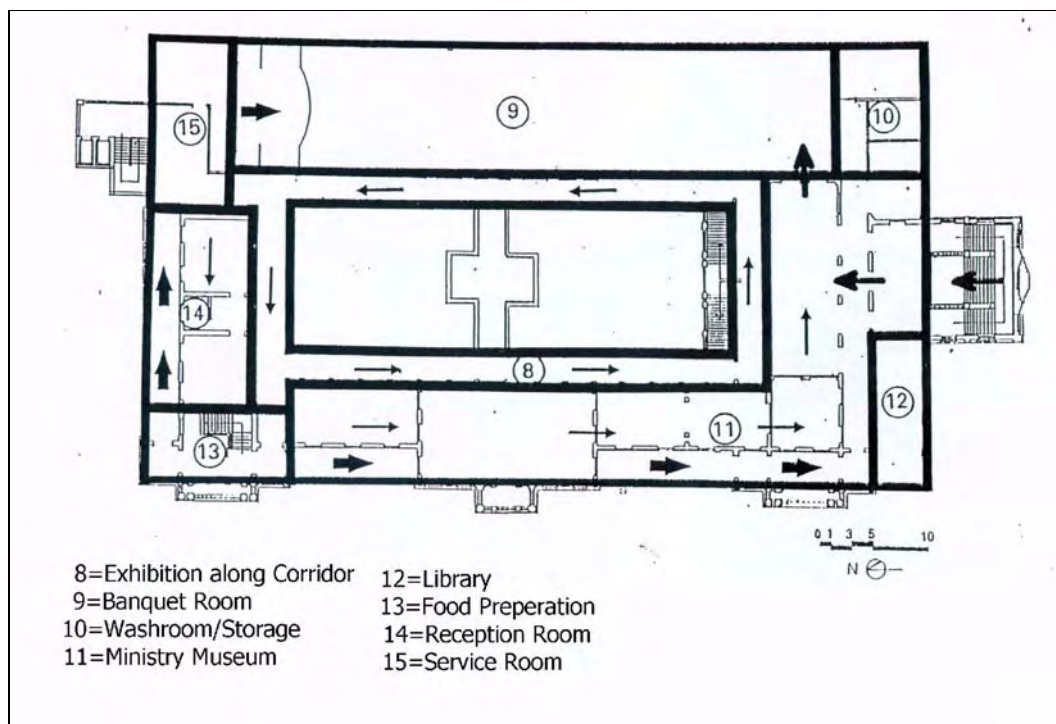 15
9
10
14
8
13
11
12
0 1 3 5 10
N
8=Exhibition along Corridor
9=Banquet Room
10=Washroom/Storage
11=Ministry Museum
12=Library
13=Food Preperation
14=Reception Room
15=Service Room